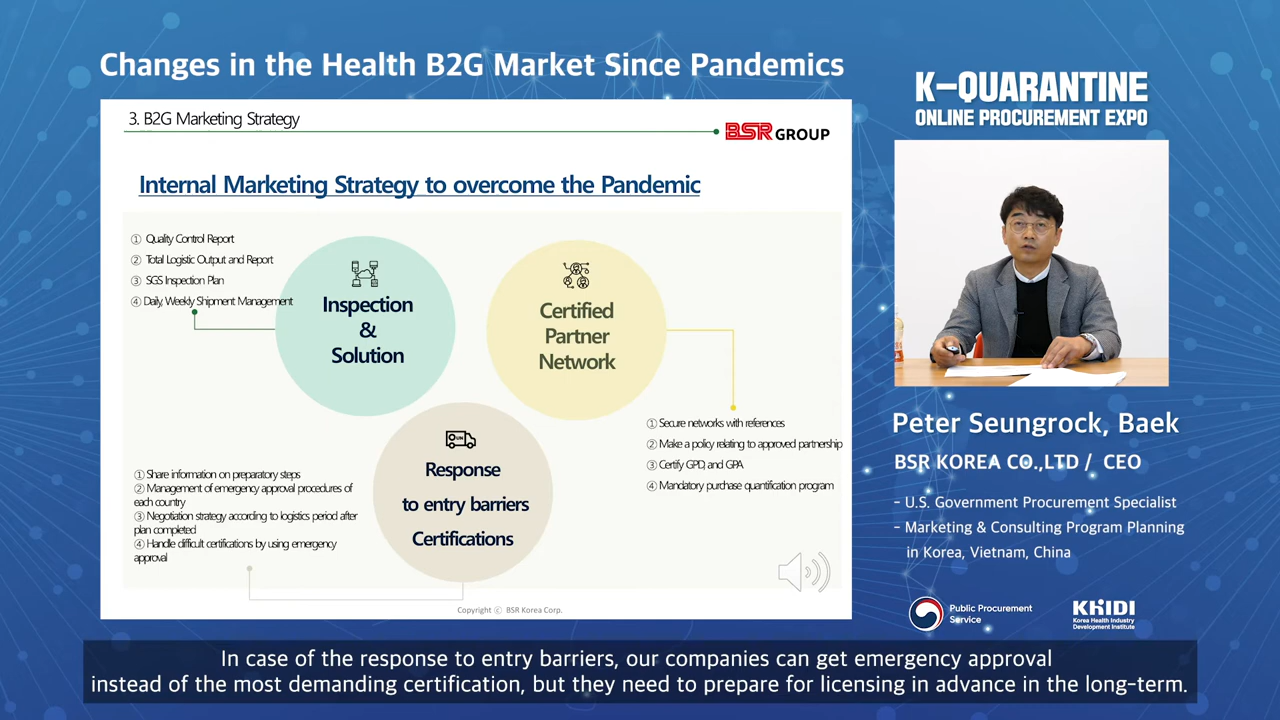 Changes in the Health B2G Market Since Pandemics
3. B2G Marketing Strategy
BSR GROUP
Internal Marketing Strategy to overcome the Pandemic
① Quality Control Report
② Total Logistic Output and Report
③ SGS Inspection Plan
④ Daily, Weekly Shipment Management
Inspection
&
Solution
Certified
Partner
Network
① Secure networks with references
② Make a policy relating to approved partnership
③ Certify GPD, and GPA
④ Mandatory purchase quantification program
Response
to entry barriers
Certifications
① Share information on preparatory steps
② Management of emergency approval procedures of
each country
③ Negotiation strategy according to logistics period after
plan completed
④ Handle difficult certifications by using emergency
approval
Copyright ⓒ BSR Korea Corp.
K-QUARANTINE
ONLINE PROCUREMENT EXPO
Peter Seungrock, Baek
BSR KOREA CO.,LTD / CEO
- U.S. Government Procurement Specialist
- Marketing & Consulting Program Planning
in Korea, Vietnam, China
Public Procurement
Service
KHIDI
Korea Health Industry
Development Institute
In case of the response to entry barriers, our companies can get emergency approval
instead of the most demanding certification, but they need to prepare for licensing in advance in the long-term.